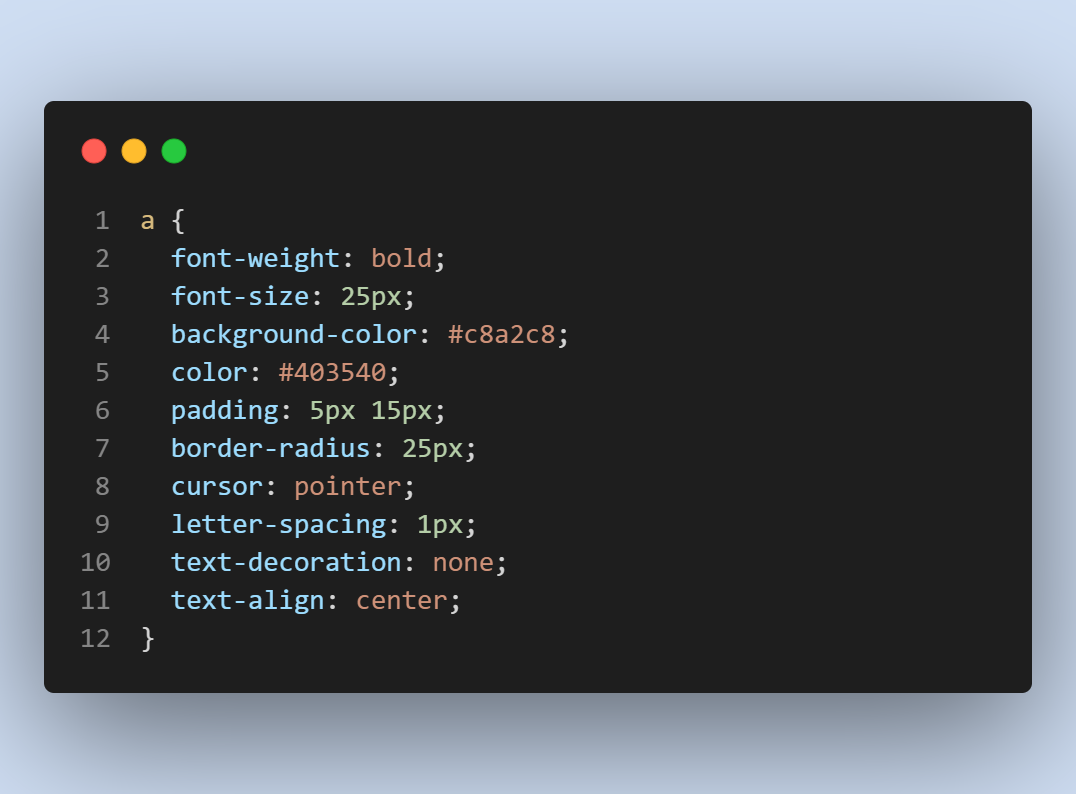 1 a {
2   font-weight: bold;
3   font-size: 25px;
4   background-color: #c8a2c8;
5   color: #403540;
6   padding: 5px 15px;
7   border-radius: 25px;
8   cursor: pointer;
9   letter-spacing: 1px;
10   text-decoration: none;
11   text-align: center;
12 }